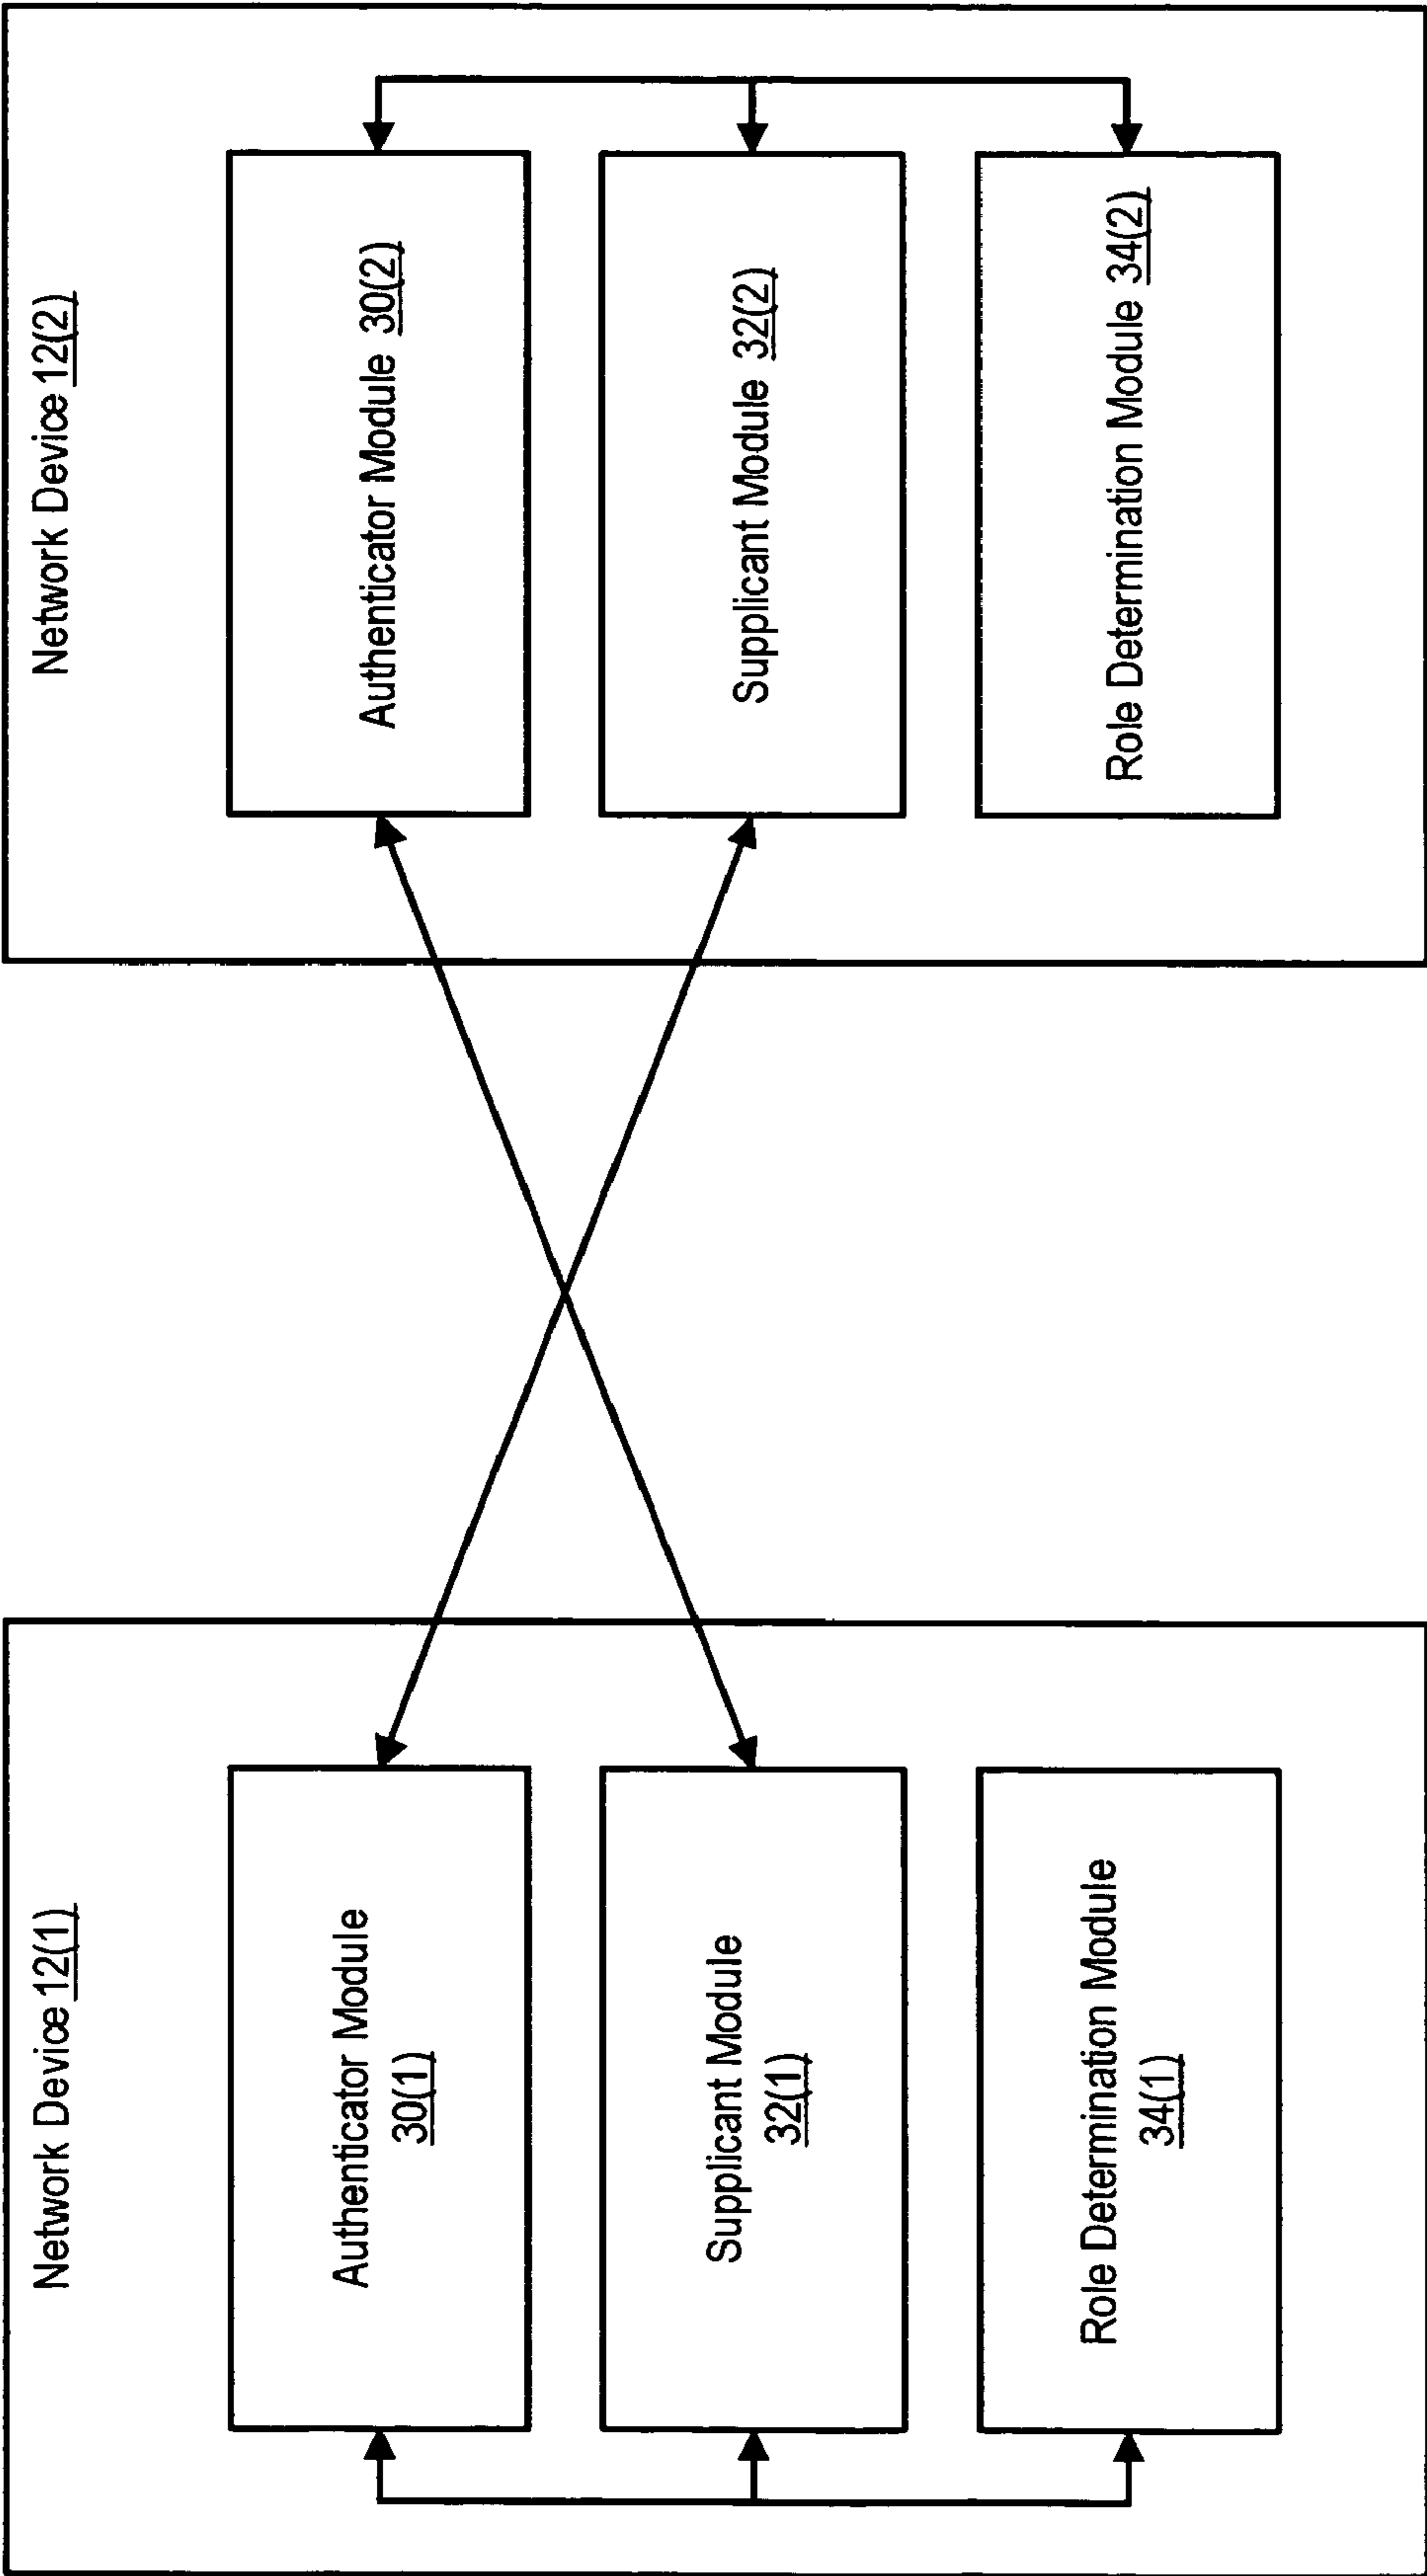 Network Device 12(1)
Authenticator Module
30(1)
Supplicant Module
32(1)
Role Determination Module
34(1)
Network Device 12(2)
Authenticator Module 30(2)
Supplicant Module 32(2)
Role Determination Module 34(2)